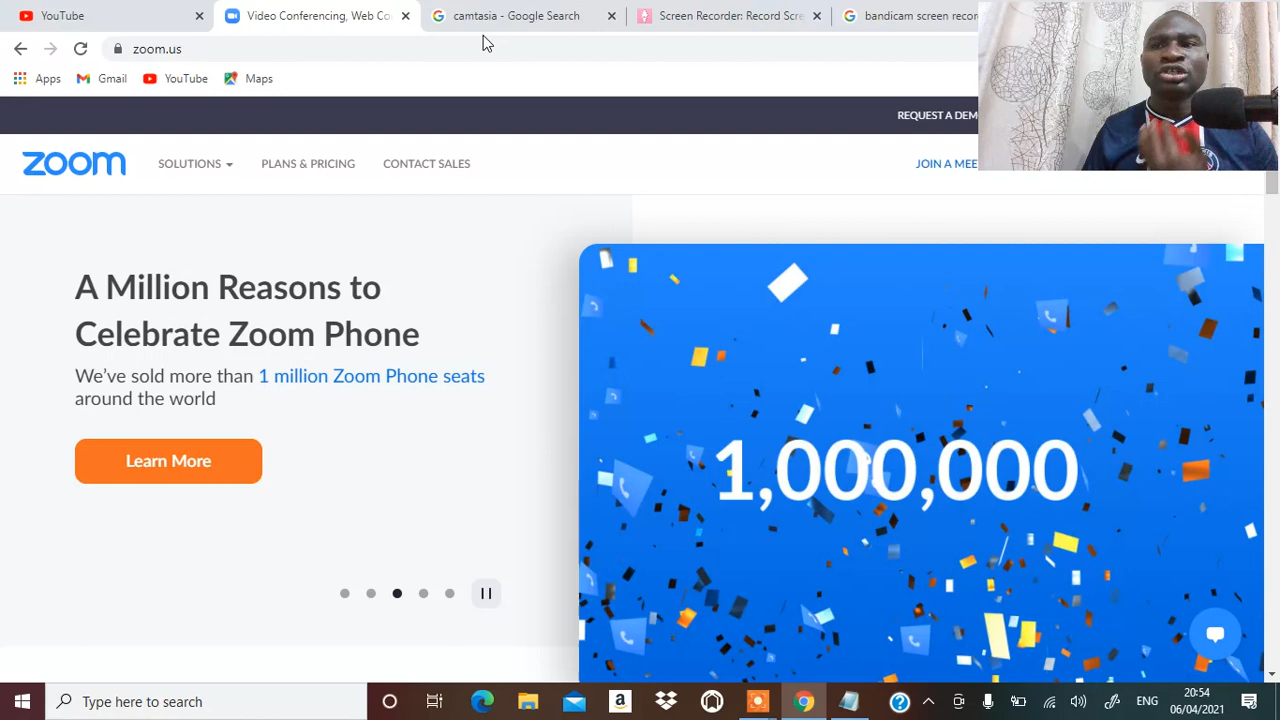 YouTube
Video Conferencing, Web Co
camtasia - Google Search
Screen Recorder: Record Scre
bandicam screen recor
zoom.us
Apps
Gmail
YouTube
Maps
REQUEST A DEM
zoom
SOLUTIONS
PLANS & PRICING
CONTACT SALES
JOIN A MEE
A Million Reasons to
Celebrate Zoom Phone
We've sold more than 1 million Zoom Phone seats
around the world
Learn More
1,000,000
Type here to search
ENG
20:54
06/04/2021